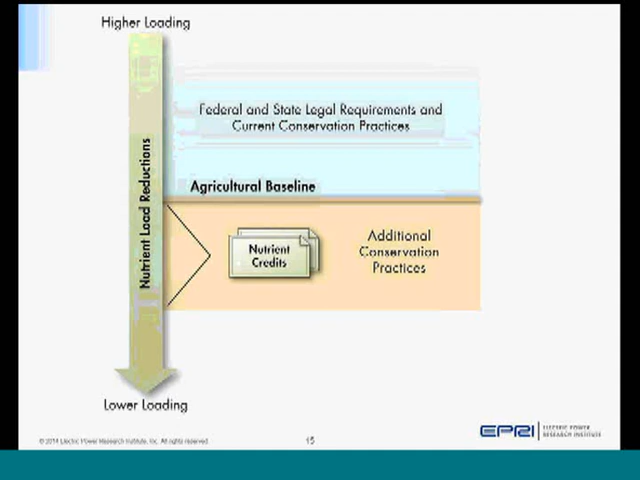 Higher Loading
Federal and State Legal Requirements and
Current Conservation Practices
Agricultural Baseline
Nutrient Load Reductions
Nutrient
Credits
Additional
Conservation
Practices
Lower Loading
© 2014 Electric Power Research Institute, Inc. All rights reserved.
15
EPRI
ELECTRIC POWER
RESEARCH INSTITUTE